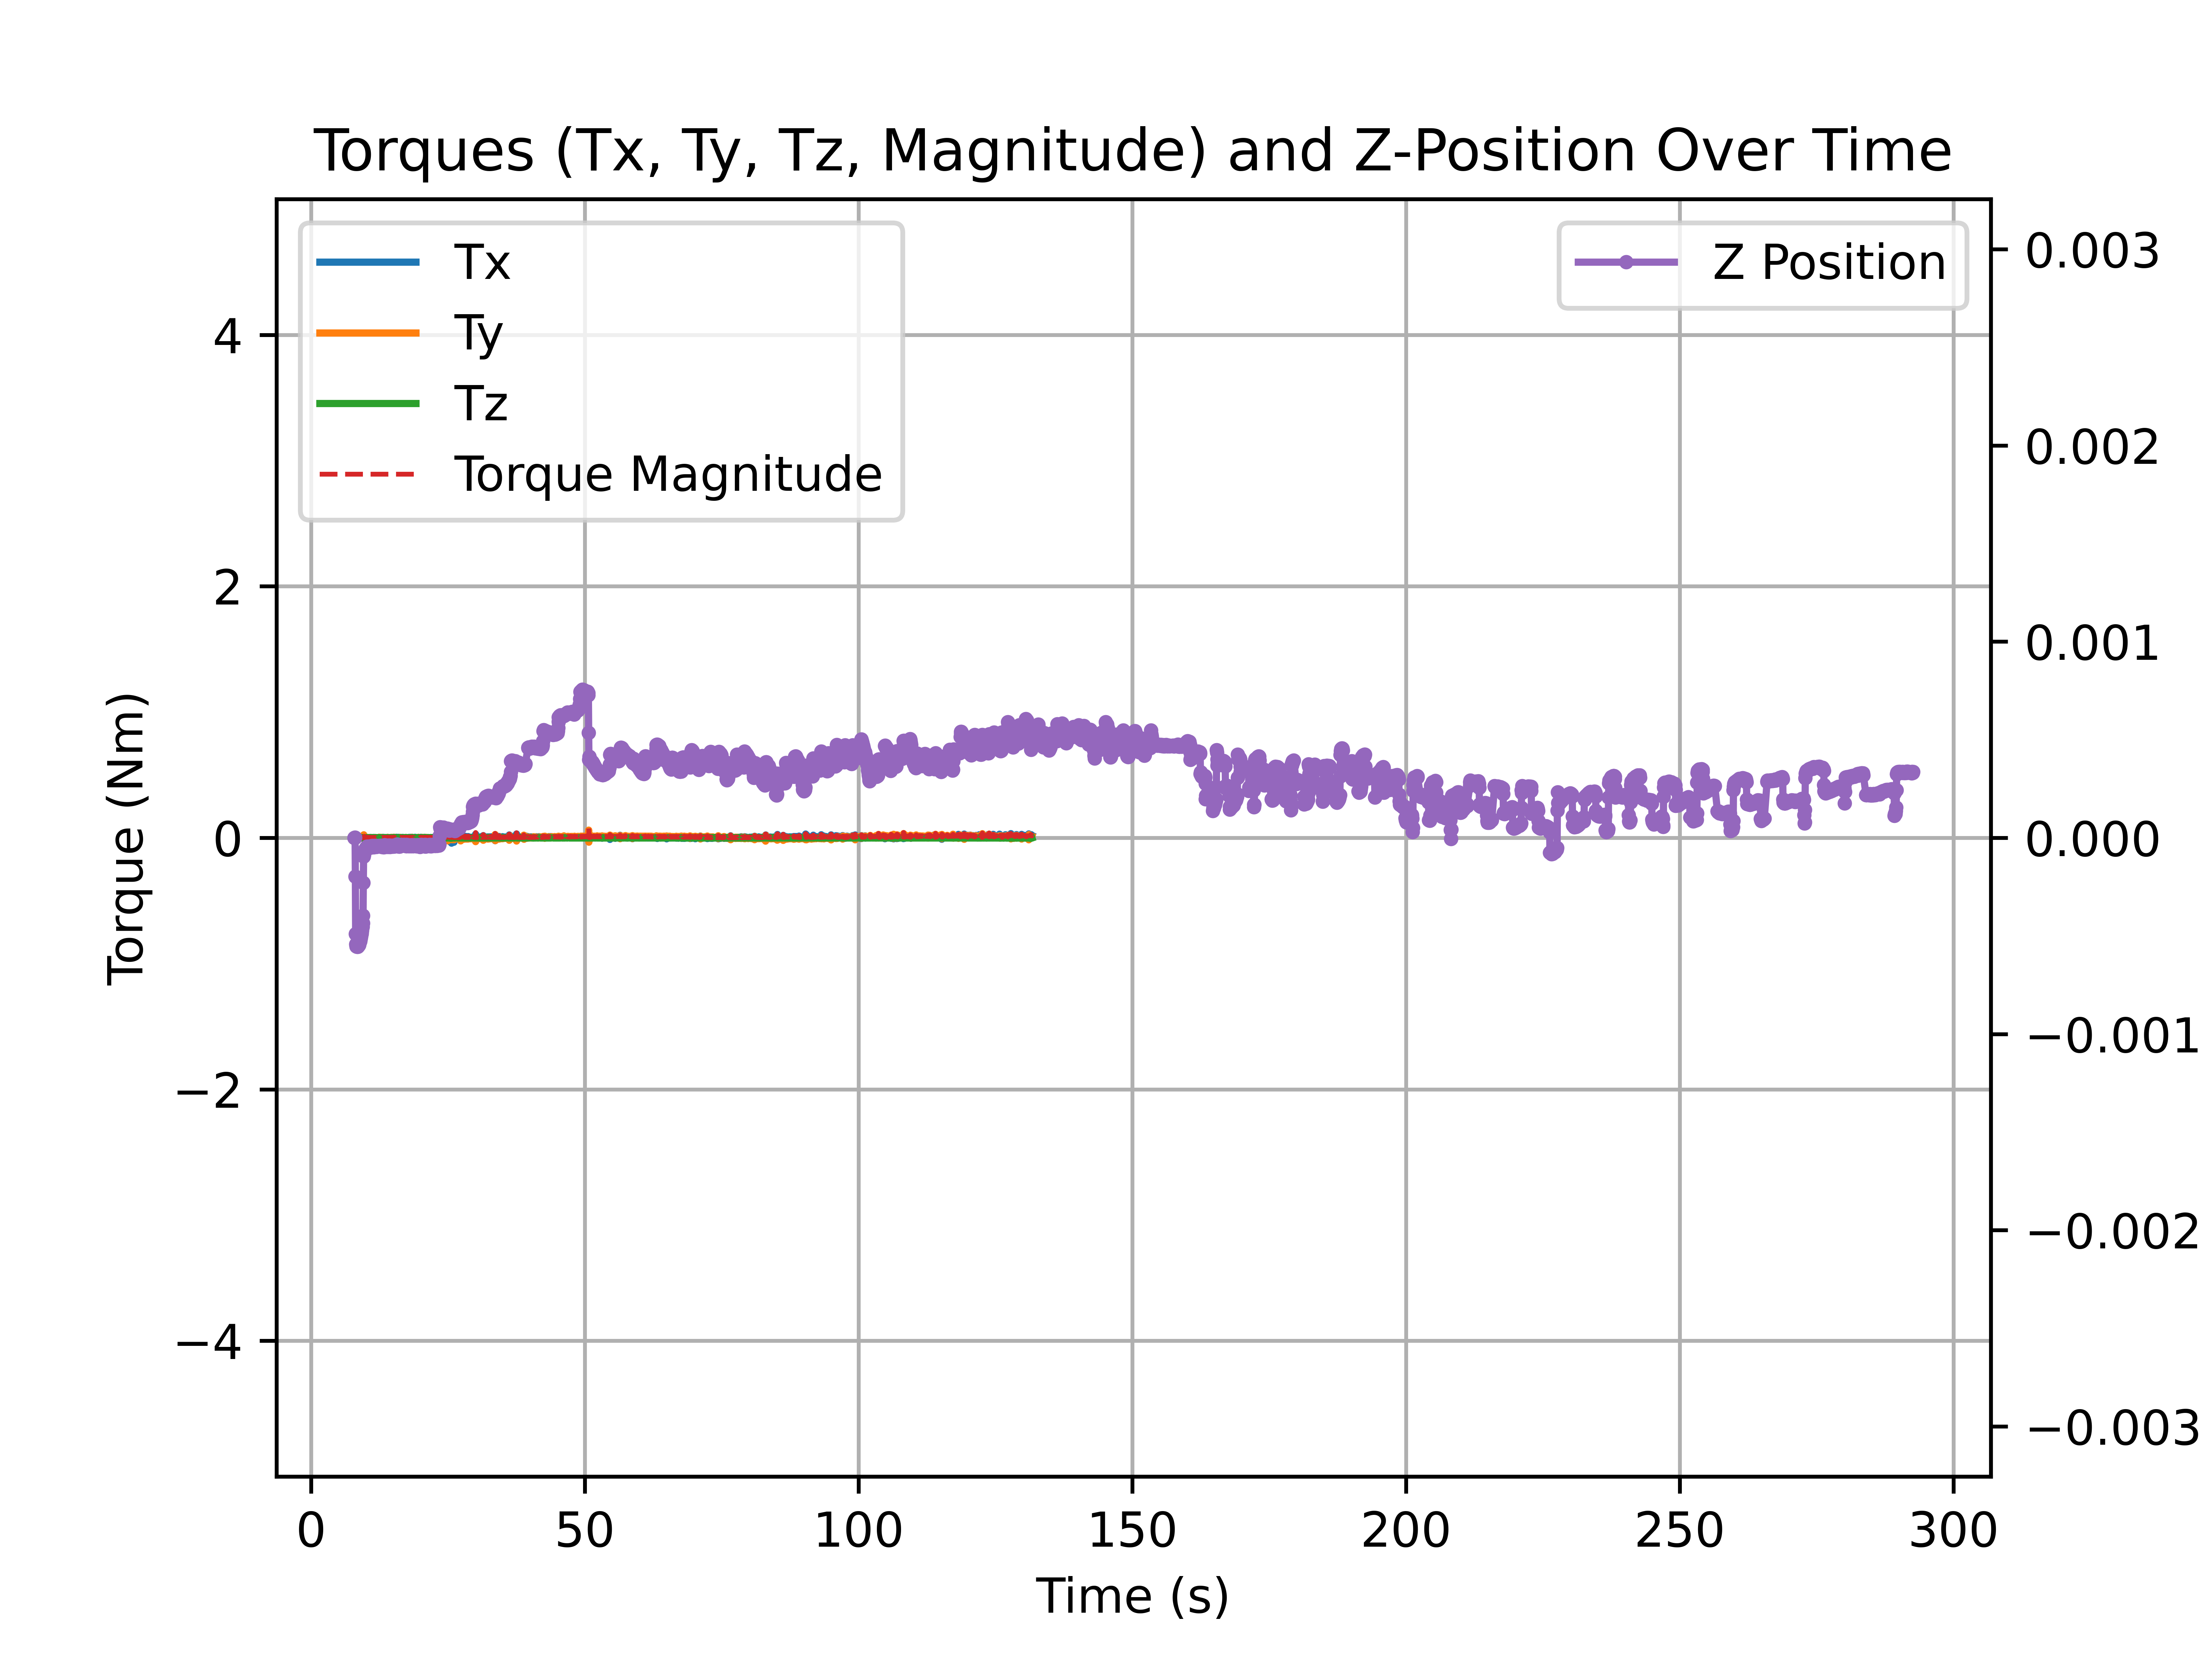 Torques (Tx, Ty, Tz, Magnitude) and Z-Position Over Time
Tx
Ty
Tz
Torque Magnitude
Z Position
Torque (Nm)
4
2
0
−2
−4
0.003
0.002
0.001
0.000
−0.001
−0.002
−0.003
0 50 100 150 200 250 300
Time (s)